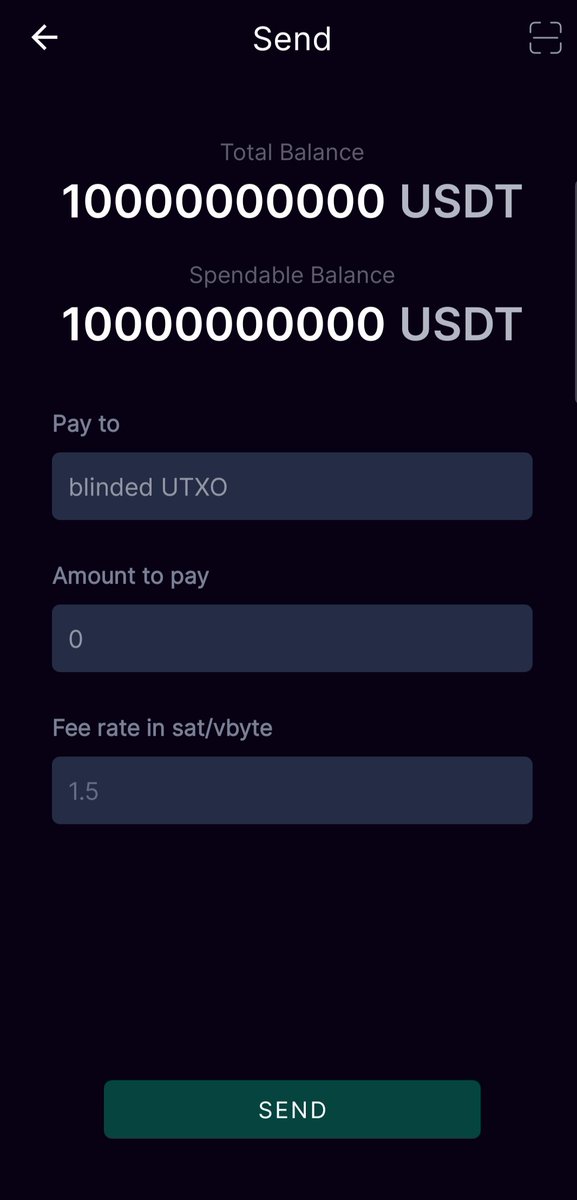 Send
Total Balance
10000000000 USDT
Spendable Balance
10000000000 USDT
Pay to
blinded UTXO
Amount to pay
0
Fee rate in sat/vbyte
1.5
SEND